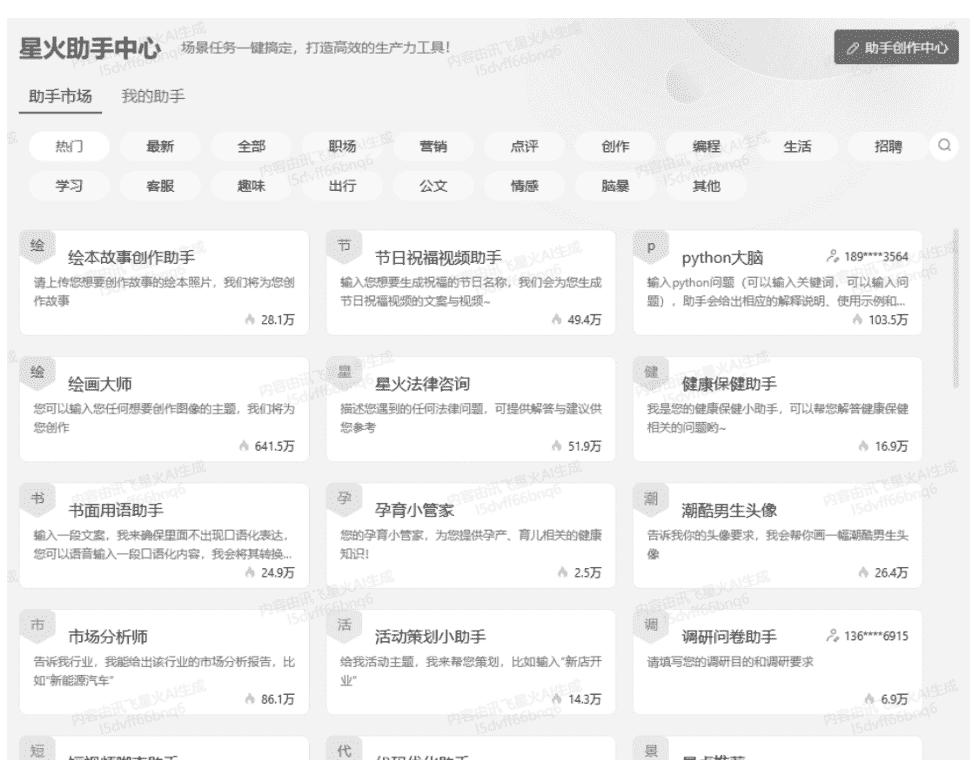 星火助手中心
场景任务一键搞定，打造高效的生产力工具！
助手创作中心
助手市场
我的助手
热门
最新
全部
职场
营销
点评
创作
编程
生活
招聘
学习
客服
趣味
出行
公文
情感
脑暴
其他
绘
绘本故事创作助手
请上传您想要创作故事的绘本照片，我们将为您创
作故事
28.1万
节
节日祝福视频助手
输入您想要生成祝福的节日名称，我们会为您生成
节日祝福视频的文案与视频~
49.4万
p
python大脑
189****3564
输入python问题（可以输入关键词，可以输入问
题），助手会给出相应的解释说明、使用示例和...
103.5万
绘
绘画大师
您可以输入您任何想要创作图像的主题，我们将为
您创作
641.5万
星
星火法律咨询
描述您遇到的任何法律问题，可提供解答与建议供
您参考
51.9万
健
健康保健助手
我是您的健康保健小助手，可以帮您解答健康保健
相关的问题哟~
16.9万
书
书面用语助手
输入一段文案，我来确保里面不出现口语化表达，
您可以语音输入一段口语化内容，我会将其转换...
24.9万
孕
孕育小管家
您的孕育小管家，为您提供孕产、育儿相关的健康
知识！
2.5万
潮
潮酷男生头像
告诉我你的头像要求，我会帮你画一幅潮酷男生头
像
26.4万
市
市场分析师
告诉我行业，我能给出该行业的市场分析报告，比
如“新能源汽车”
86.1万
活
活动策划小助手
给我活动主题，我来帮您策划，比如输入“新店开
业”
14.3万
调
调研问卷助手
136****6915
请填写您的调研目的和调研要求
6.9万
短
短视频脚本助手
代
代码优化助手
景
景点推荐
内容由讯飞星火AI生成
l5dvff66bnq6